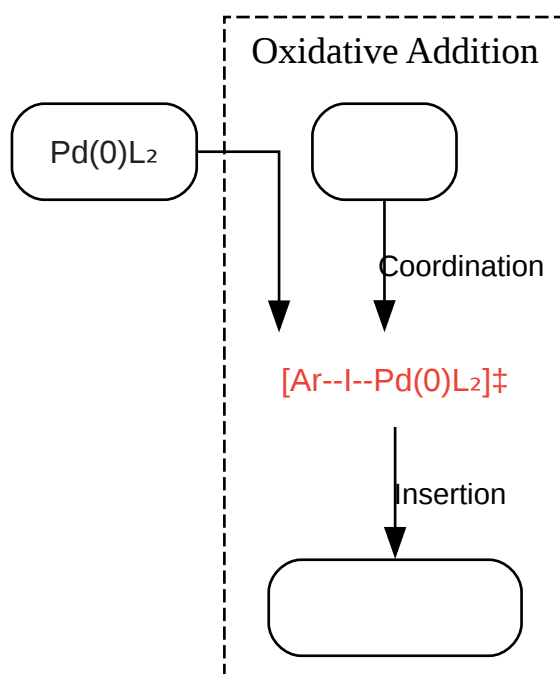 Oxidative Addition
Pd(0)L₂
Coordination
[Ar--I--Pd(0)L₂]‡
Insertion